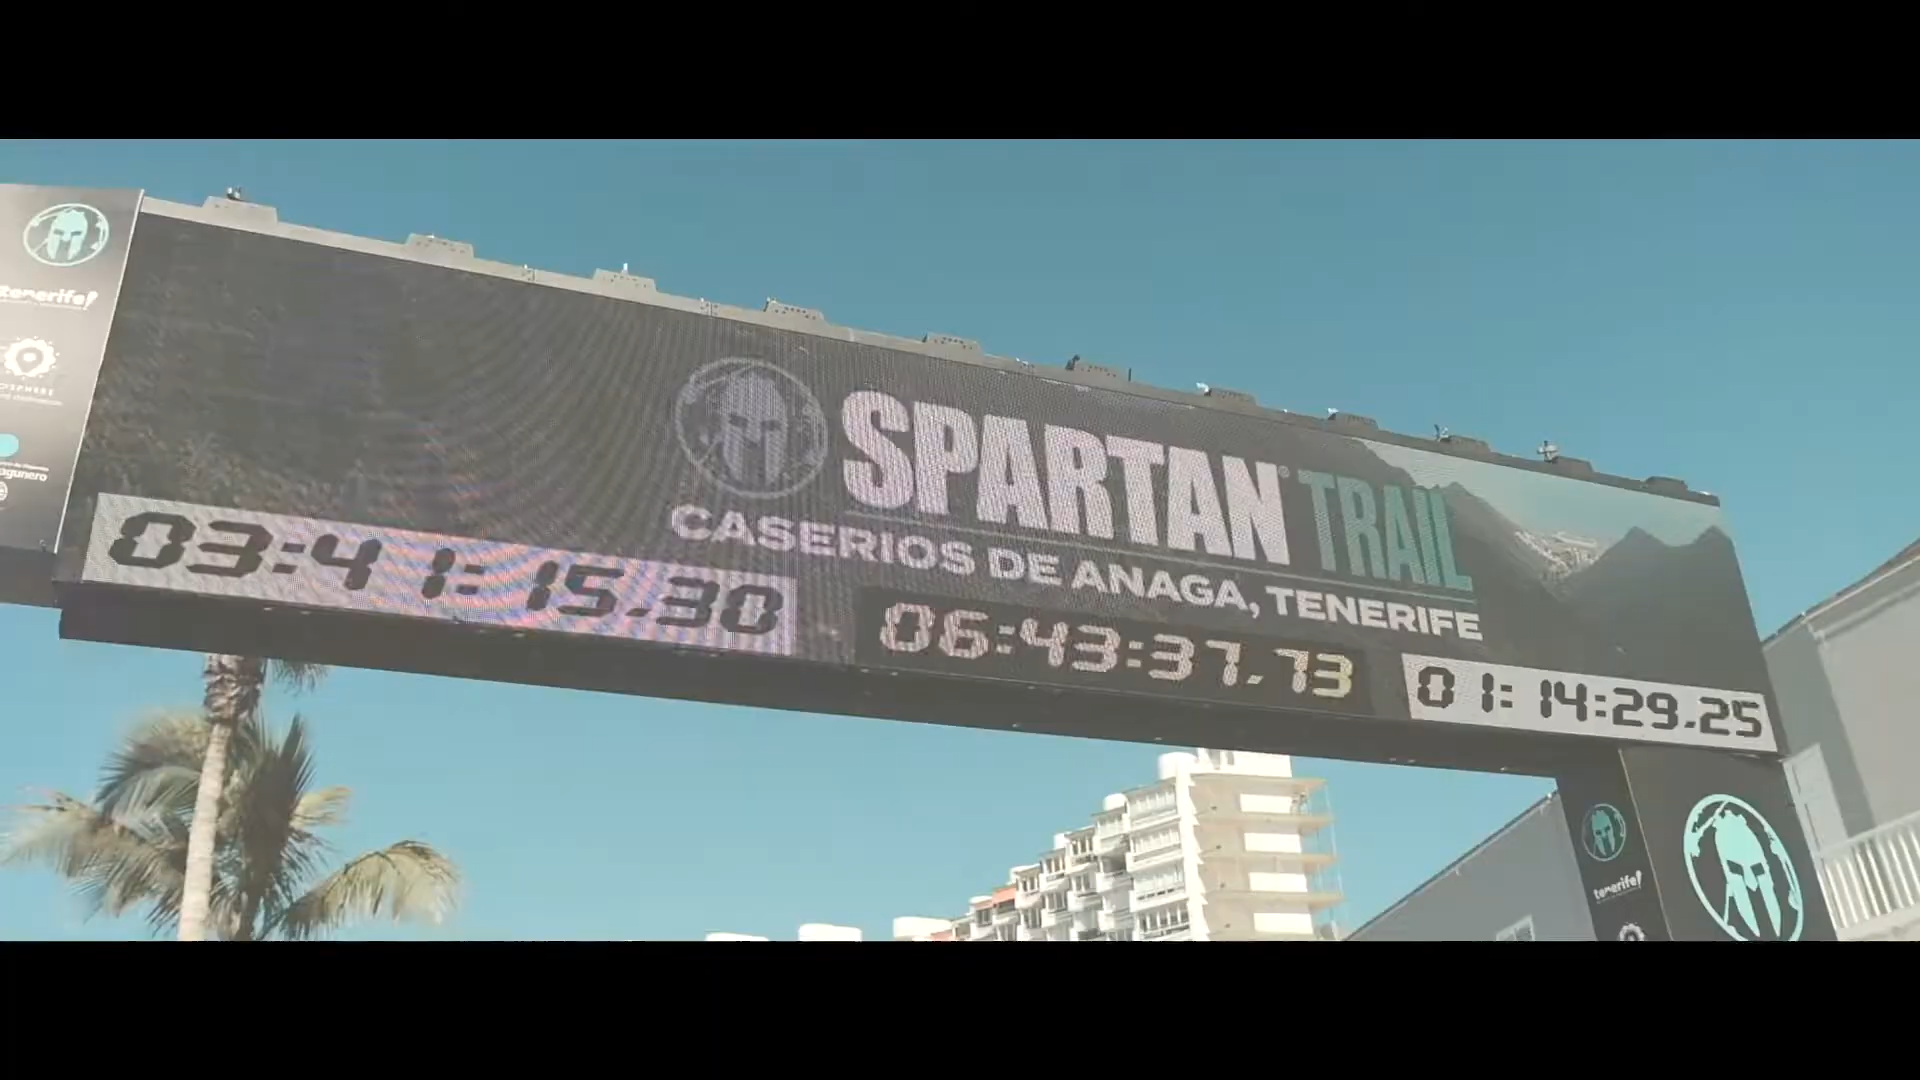 tenerife!
SPARTAN® TRAIL
CASERIOS DE ANAGA, TENERIFE
03:41:15.30
06:43:37.73
01:14:29.25
tenerife!